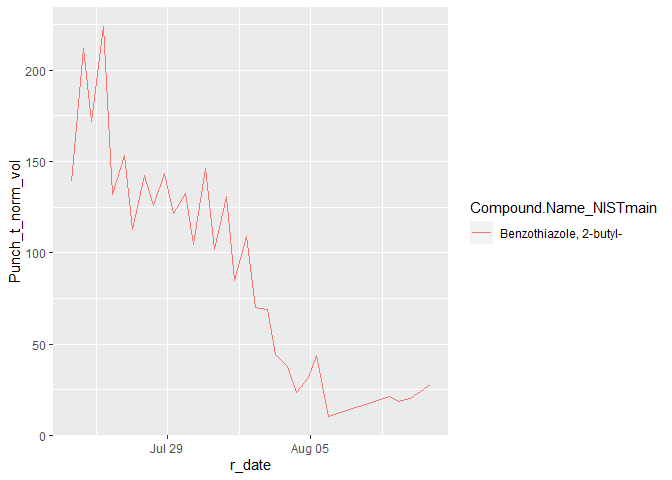 Punch_t_norm_vol
200
150
100
50
0
Jul 29
Aug 05
r_date
Compound.Name_NISTmain
Benzothiazole, 2-butyl-